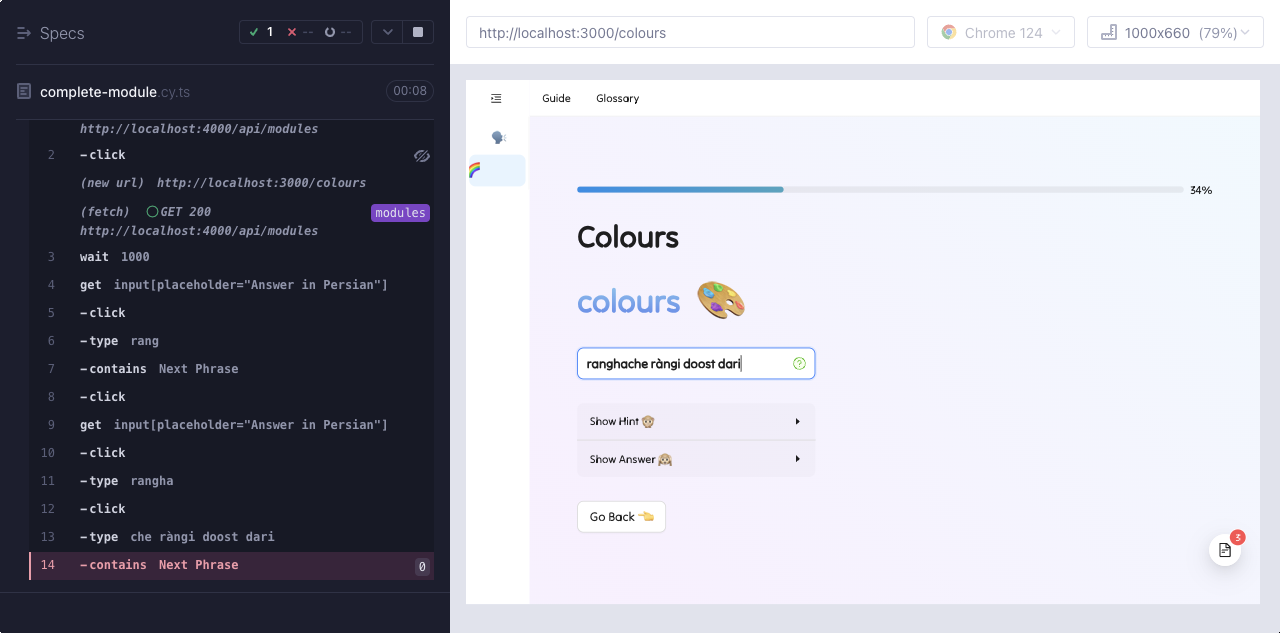 Specs
1 -- --
complete-module.cy.ts
00:08
http://localhost:4000/api/modules
2 -click
(new url) http://localhost:3000/colours
(fetch) GET 200 modules
http://localhost:4000/api/modules
3 wait 1000
4 get input[placeholder="Answer in Persian"]
5 -click
6 -type rang
7 -contains Next Phrase
8 -click
9 get input[placeholder="Answer in Persian"]
10 -click
11 -type rangha
12 -click
13 -type che ràngi doost dari
14 -contains Next Phrase 0
http://localhost:3000/colours
Chrome 124
1000x660 (79%)
Guide Glossary
34%
Colours
colours
ranghache ràngi doost dari
Show Hint
Show Answer
Go Back
3